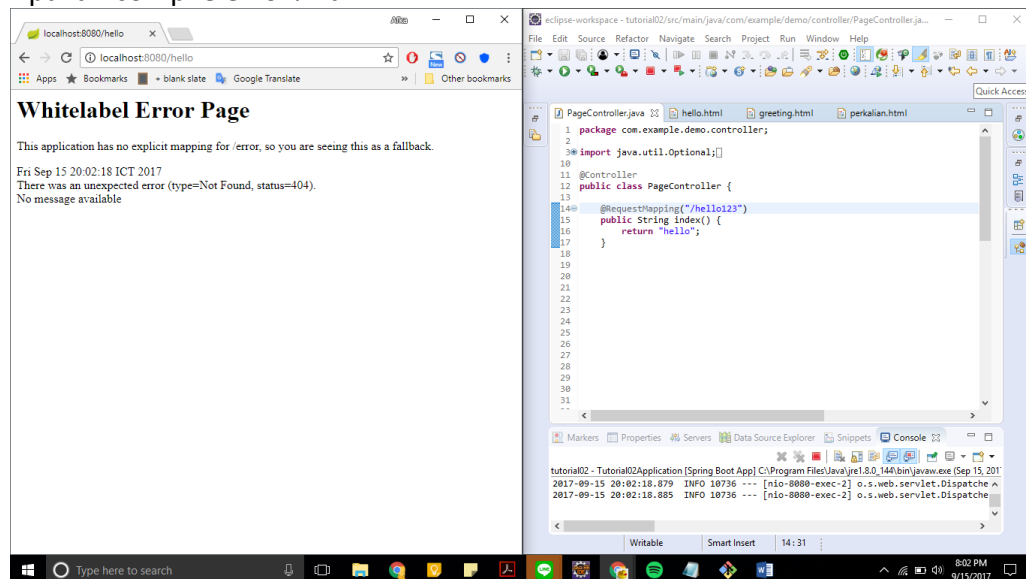 Afia
localhost:8080/hello
localhost:8080/hello
Apps
Bookmarks
+ blank slate
Google Translate
»
Other bookmarks
New
Whitelabel Error Page
This application has no explicit mapping for /error, so you are seeing this as a fallback.
Fri Sep 15 20:02:18 ICT 2017
There was an unexpected error (type=Not Found, status=404).
No message available
eclipse-workspace - tutorial02/src/main/java/com/example/demo/controller/PageController.ja...
File Edit Source Refactor Navigate Search Project Run Window Help
Quick Access
PageController.java
hello.html
greeting.html
perkalian.html
1 package com.example.demo.controller;
2
3 import java.util.Optional;
10
11 @Controller
12 public class PageController {
13
14 @RequestMapping("/hello123")
15 public String index() {
16 return "hello";
17 }
18
19
20
21
22
23
24
25
26
27
28
29
30
31
Markers
Properties
Servers
Data Source Explorer
Snippets
Console
tutorial02 - Tutorial02Application [Spring Boot App] C:\Program Files\Java\jre1.8.0_144\bin\javaw.exe (Sep 15, 201
2017-09-15 20:02:18.879 INFO 10736 --- [nio-8080-exec-2] o.s.web.servlet.Dispatche
2017-09-15 20:02:18.885 INFO 10736 --- [nio-8080-exec-2] o.s.web.servlet.Dispatche
Writable
Smart Insert
14 : 31
Type here to search
8:02 PM
9/15/2017